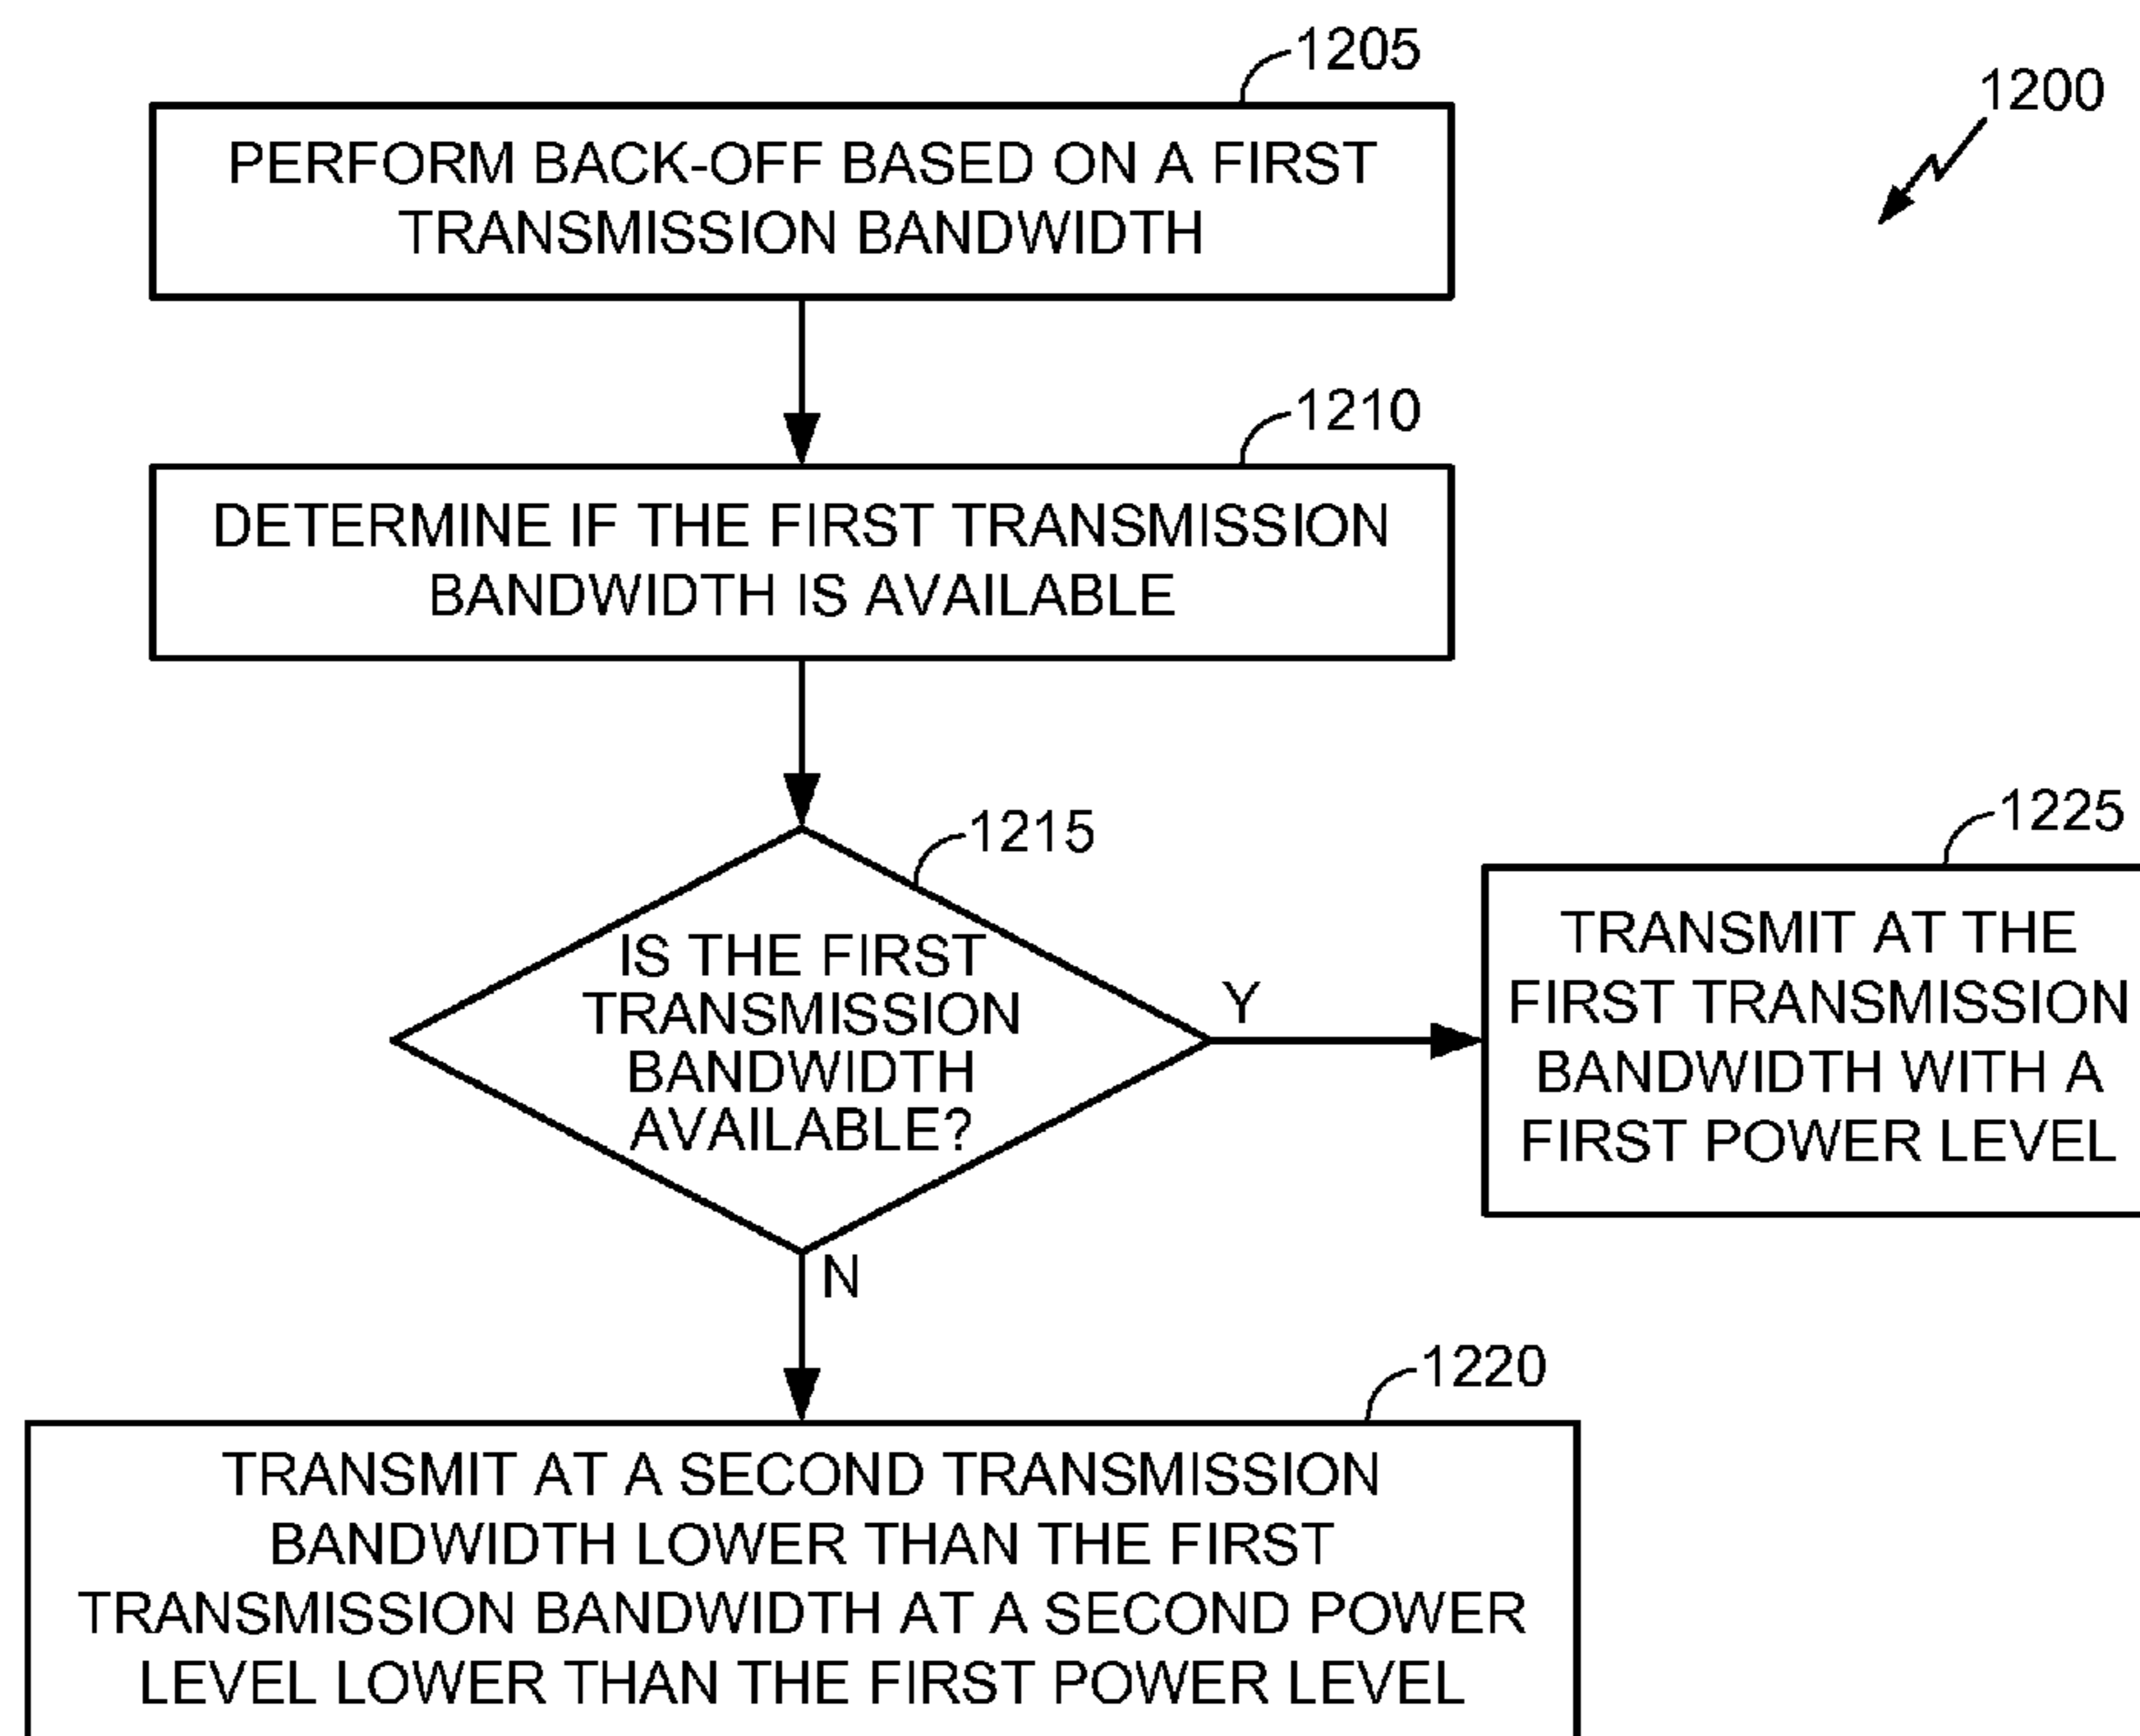 1205
1200
PERFORM BACK-OFF BASED ON A FIRST
TRANSMISSION BANDWIDTH
1210
DETERMINE IF THE FIRST TRANSMISSION
BANDWIDTH IS AVAILABLE
1215
IS THE FIRST
TRANSMISSION
BANDWIDTH
AVAILABLE?
Y
N
1225
TRANSMIT AT THE
FIRST TRANSMISSION
BANDWIDTH WITH A
FIRST POWER LEVEL
1220
TRANSMIT AT A SECOND TRANSMISSION
BANDWIDTH LOWER THAN THE FIRST
TRANSMISSION BANDWIDTH AT A SECOND POWER
LEVEL LOWER THAN THE FIRST POWER LEVEL